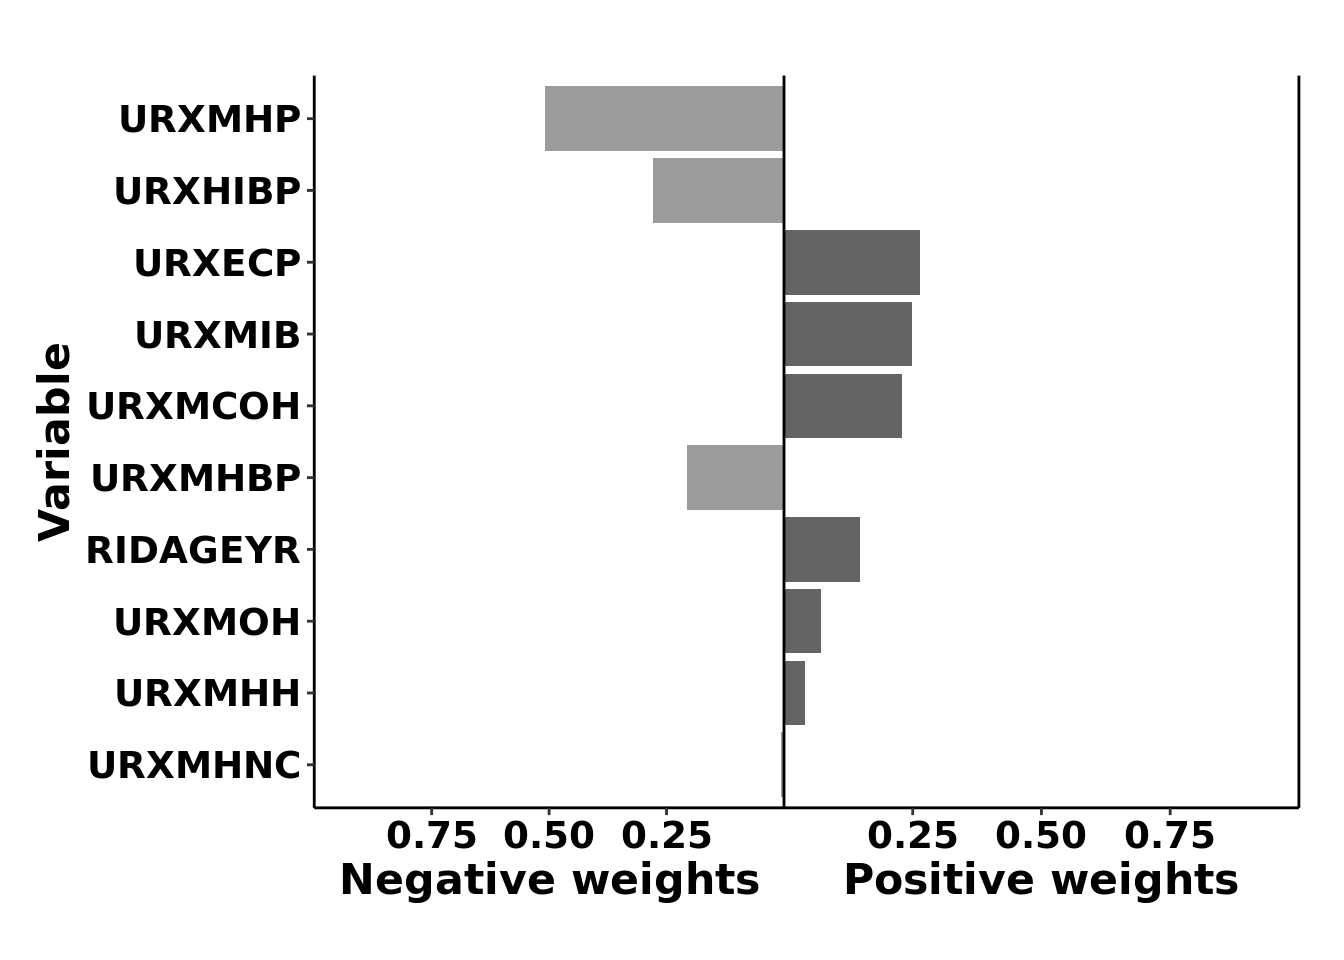 URXMHP
URXHIBP
URXECP
URXMIB
URXMCOH
URXMHBP
RIDAGEYR
URXMOH
URXMHH
URXMHNC
Variable
0.75 0.50 0.25 0.25 0.50 0.75
Negative weights Positive weights